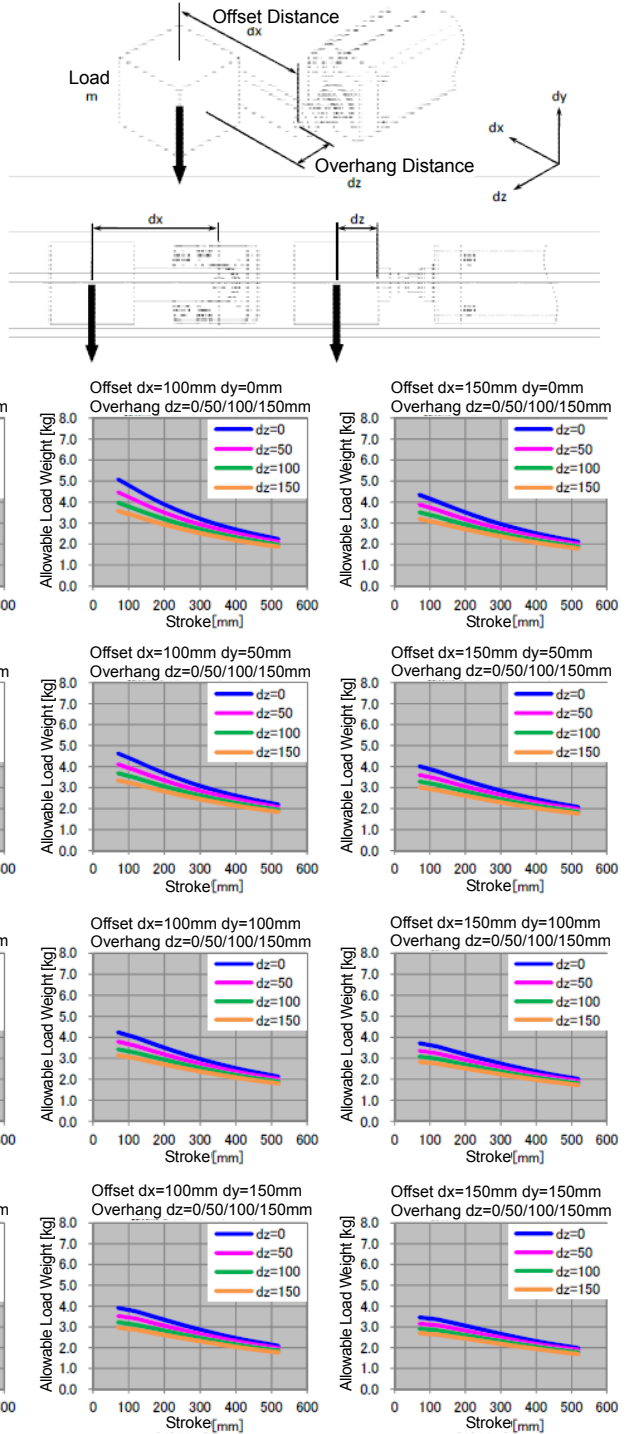 Offset Distance
dx
Load
m
Overhang Distance
dz
dy
dx
dz
dx
dz
m
00
Offset dx=100mm dy=0mm
Overhang dz=0/50/100/150mm
Allowable Load Weight [kg]
8.0
7.0
6.0
5.0
4.0
3.0
2.0
1.0
0.0
dz=0
dz=50
dz=100
dz=150
0 100 200 300 400 500 600
Stroke[mm]
Offset dx=150mm dy=0mm
Overhang dz=0/50/100/150mm
Allowable Load Weight [kg]
8.0
7.0
6.0
5.0
4.0
3.0
2.0
1.0
0.0
dz=0
dz=50
dz=100
dz=150
0 100 200 300 400 500 600
Stroke[mm]
m
00
Offset dx=100mm dy=50mm
Overhang dz=0/50/100/150mm
Allowable Load Weight [kg]
8.0
7.0
6.0
5.0
4.0
3.0
2.0
1.0
0.0
dz=0
dz=50
dz=100
dz=150
0 100 200 300 400 500 600
Stroke[mm]
Offset dx=150mm dy=50mm
Overhang dz=0/50/100/150mm
Allowable Load Weight [kg]
8.0
7.0
6.0
5.0
4.0
3.0
2.0
1.0
0.0
dz=0
dz=50
dz=100
dz=150
0 100 200 300 400 500 600
Stroke[mm]
m
00
Offset dx=100mm dy=100mm
Overhang dz=0/50/100/150mm
Allowable Load Weight [kg]
8.0
7.0
6.0
5.0
4.0
3.0
2.0
1.0
0.0
dz=0
dz=50
dz=100
dz=150
0 100 200 300 400 500 600
Stroke[mm]
Offset dx=150mm dy=100mm
Overhang dz=0/50/100/150mm
Allowable Load Weight [kg]
8.0
7.0
6.0
5.0
4.0
3.0
2.0
1.0
0.0
dz=0
dz=50
dz=100
dz=150
0 100 200 300 400 500 600
Stroke[mm]
m
00
Offset dx=100mm dy=150mm
Overhang dz=0/50/100/150mm
Allowable Load Weight [kg]
8.0
7.0
6.0
5.0
4.0
3.0
2.0
1.0
0.0
dz=0
dz=50
dz=100
dz=150
0 100 200 300 400 500 600
Stroke[mm]
Offset dx=150mm dy=150mm
Overhang dz=0/50/100/150mm
Allowable Load Weight [kg]
8.0
7.0
6.0
5.0
4.0
3.0
2.0
1.0
0.0
dz=0
dz=50
dz=100
dz=150
0 100 200 300 400 500 600
Stroke[mm]